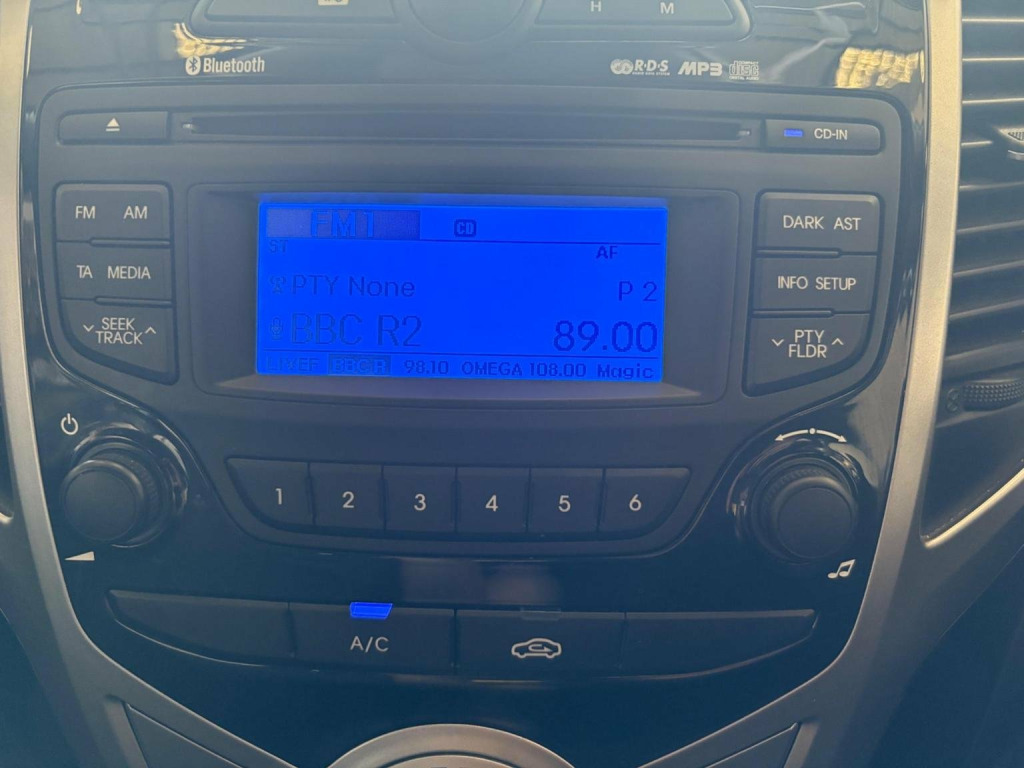 H M
Bluetooth
R·D·S MP3
CD-IN
FM AM
TA MEDIA
SEEK
TRACK
FMT CD
ST AF
PTY None P 2
BBC R2 89.00
98.10 OMEGA 108.00 Magic
DARK AST
INFO SETUP
PTY
FLDR
1 2 3 4 5 6
A/C